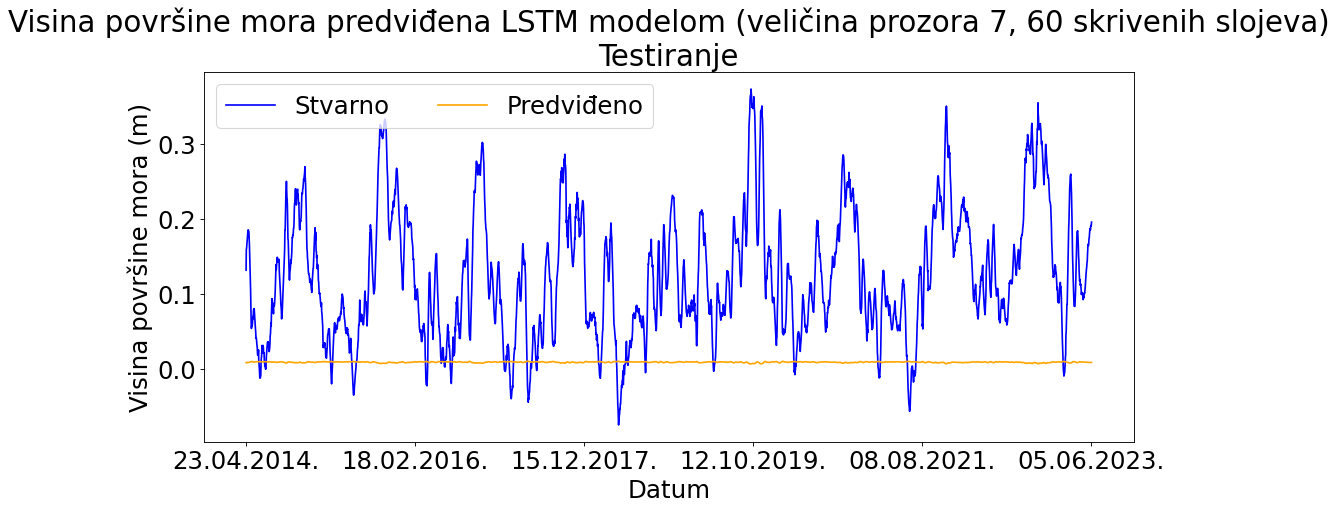 Visina površine mora predviđena LSTM modelom (veličina prozora 7, 60 skrivenih slojeva)
Testiranje
Stvarno Predviđeno
Visina površine mora (m)
0.3
0.2
0.1
0.0
23.04.2014. 18.02.2016. 15.12.2017. 12.10.2019. 08.08.2021. 05.06.2023.
Datum